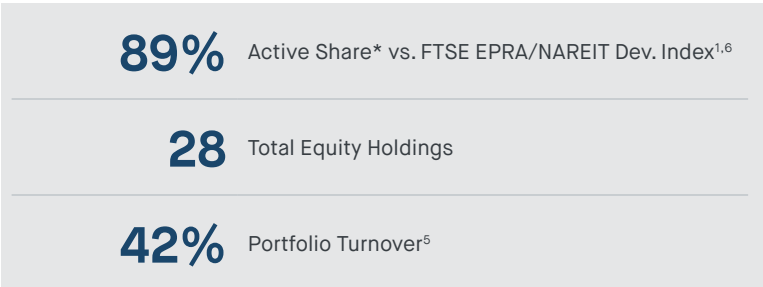 89% Active Share* vs. FTSE EPRA/NAREIT Dev. Index¹,⁶
28 Total Equity Holdings
42% Portfolio Turnover⁵